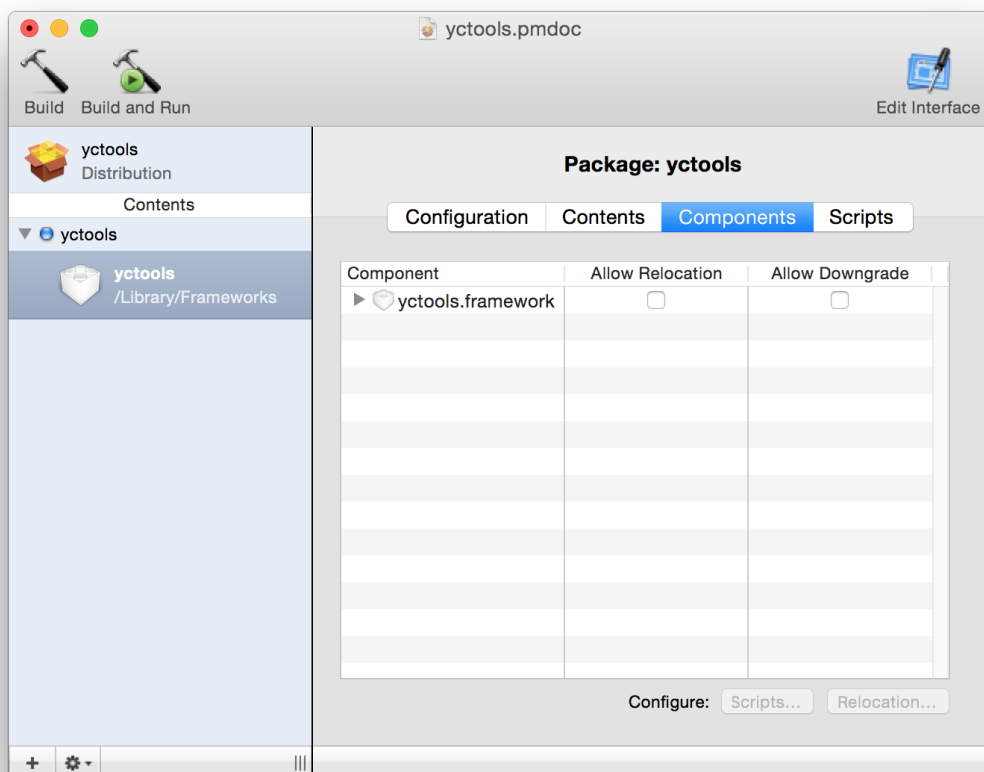 yctools.pmdoc
Build Build and Run Edit Interface
yctools
Distribution
Contents
yctools
yctools
/Library/Frameworks
Package: yctools
Configuration Contents Components Scripts
Component Allow Relocation Allow Downgrade
yctools.framework
Configure: Scripts... Relocation...